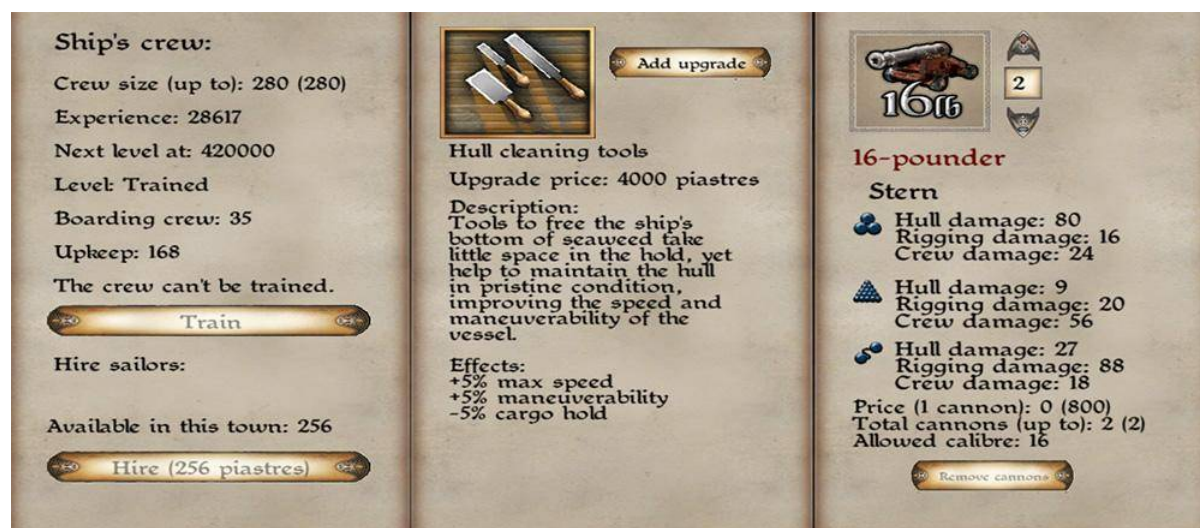 Ship's crew:
Crew size (up to): 280 (280)
Experience: 28617
Next level at: 420000
Level: Trained
Boarding crew: 35
Upkeep: 168
The crew can't be trained.
Train
Hire sailors:
Available in this town: 256
Hire (256 piastres)
Add upgrade
Hull cleaning tools
Upgrade price: 4000 piastres
Description:
Tools to free the ship's
bottom of seaweed take
little space in the hold, yet
help to maintain the hull
in pristine condition,
improving the speed and
maneuverability of the
vessel.
Effects:
+5% max speed
+5% maneuverability
-5% cargo hold
16lb
2
16-pounder
Stern
Hull damage: 80
Rigging damage: 16
Crew damage: 24
Hull damage: 9
Rigging damage: 20
Crew damage: 56
Hull damage: 27
Rigging damage: 88
Crew damage: 18
Price (1 cannon): 0 (800)
Total cannons (up to): 2 (2)
Allowed calibre: 16
Remove cannons